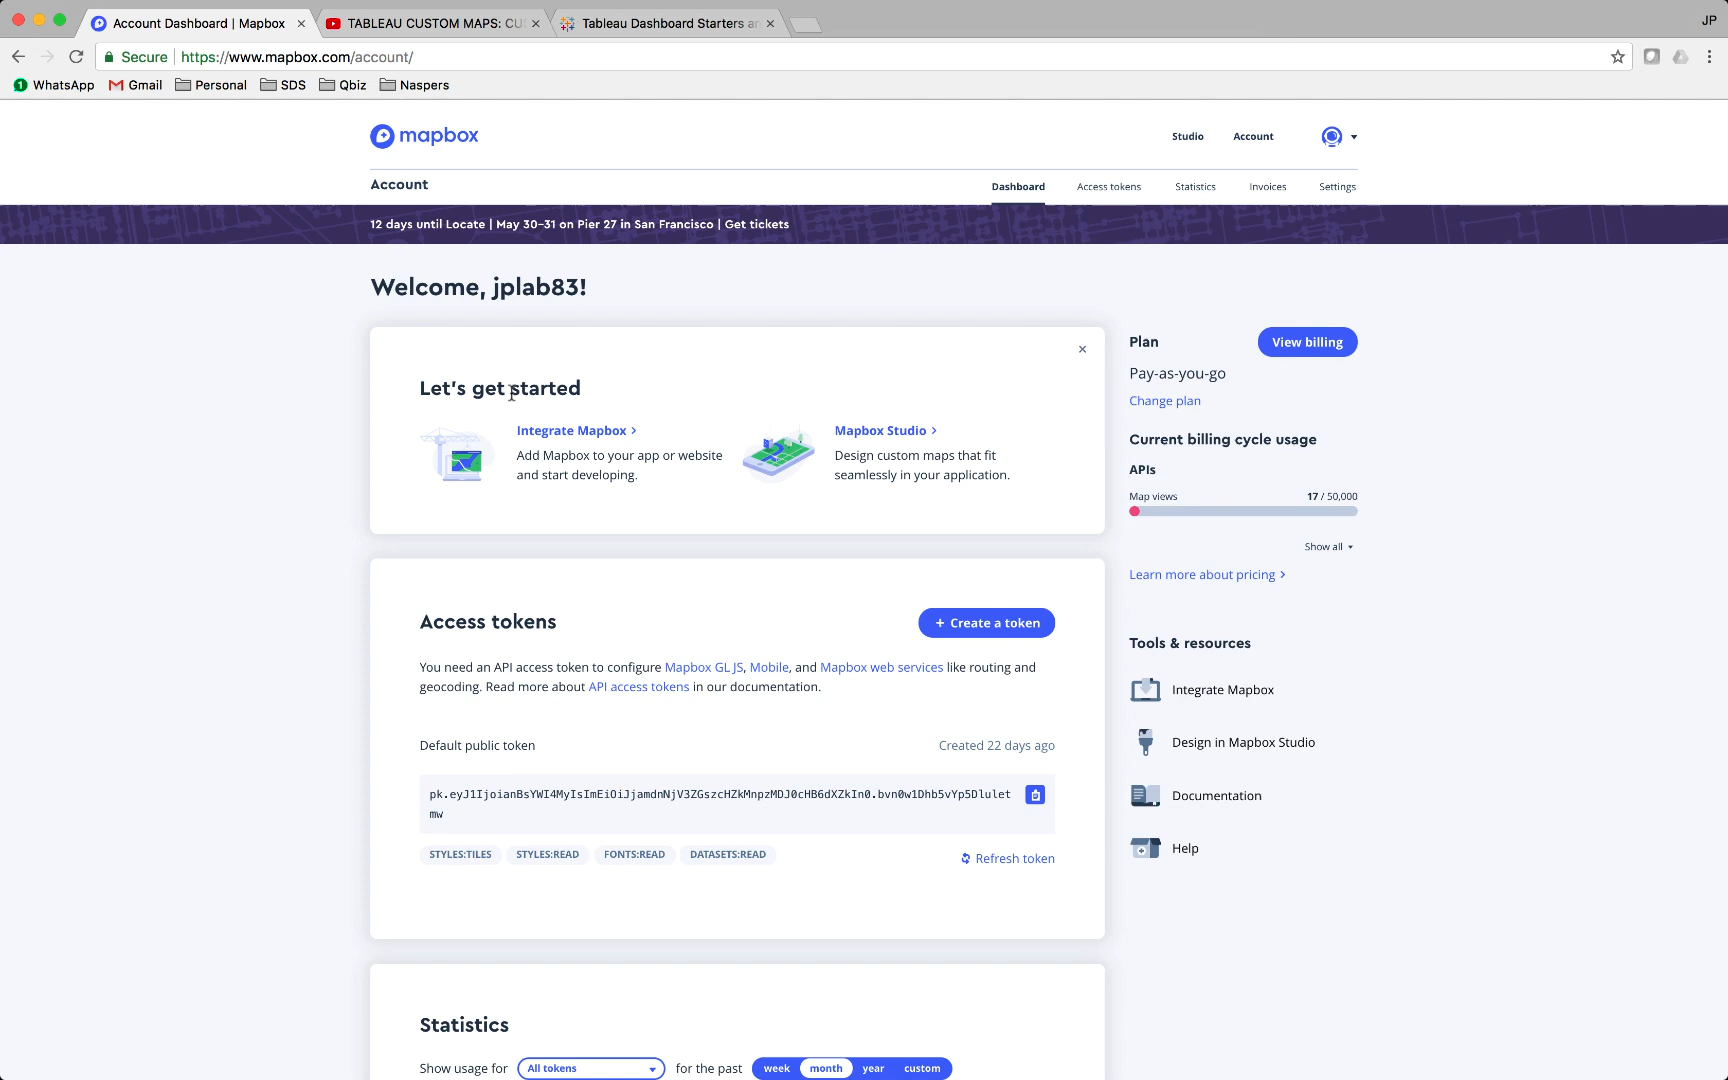 Account Dashboard | Mapbox
TABLEAU CUSTOM MAPS: CU
Tableau Dashboard Starters a
JP
Secure https://www.mapbox.com/account/
WhatsApp
Gmail
Personal
SDS
Qbiz
Naspers
mapbox
Studio
Account
Account
Dashboard
Access tokens
Statistics
Invoices
Settings
12 days until Locate | May 30–31 on Pier 27 in San Francisco | Get tickets
Welcome, jplab83!
Let's get started
Integrate Mapbox
Add Mapbox to your app or website
and start developing.
Mapbox Studio
Design custom maps that fit
seamlessly in your application.
Plan
View billing
Pay-as-you-go
Change plan
Current billing cycle usage
APIs
Map views 17 / 50,000
Show all
Learn more about pricing
Access tokens
+ Create a token
You need an API access token to configure Mapbox GL JS, Mobile, and Mapbox web services like routing and
geocoding. Read more about API access tokens in our documentation.
Default public token
Created 22 days ago
pk.eyJ1IjoianBsYWI4MyIsImEiOiJjamdnNjV3ZGszcHZkMnpzMDJ0cHB6dXZkIn0.bvn0w1Dhb5vYp5Dlulet
mw
STYLES:TILES
STYLES:READ
FONTS:READ
DATASETS:READ
Refresh token
Tools & resources
Integrate Mapbox
Design in Mapbox Studio
Documentation
Help
Statistics
Show usage for All tokens for the past week month year custom